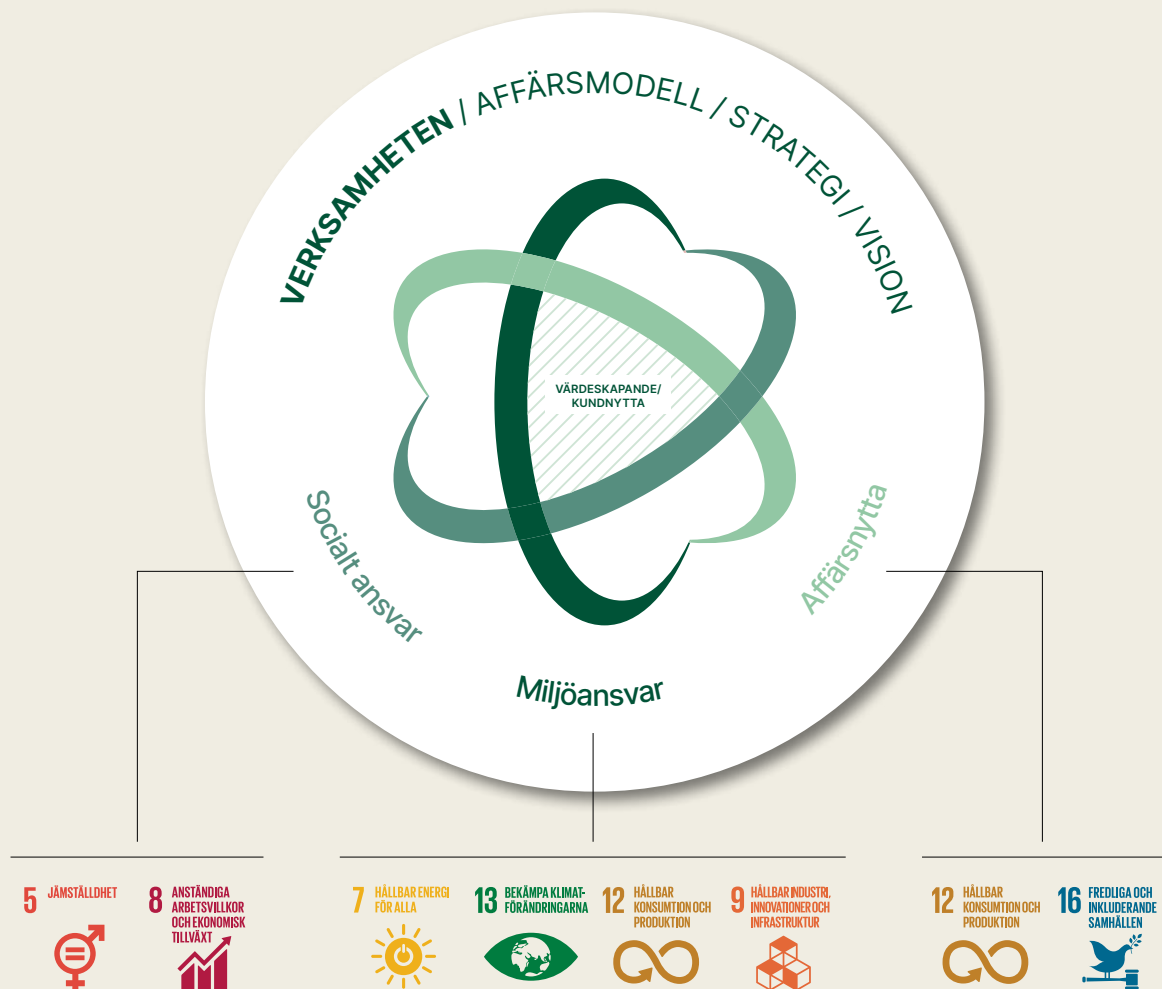 VERKSAMHETEN / AFFÄRSMODELL / STRATEGI / VISION
VÄRDESKAPANDE/
KUNDNYTTA
Socialt ansvar
Miljöansvar
Affärsnytta
5 JÄMSTÄLLDHET
8 ANSTÄNDIGA
ARBETSVILLKOR
OCH EKONOMISK
TILLVÄXT
7 HÅLLBAR ENERGI
FÖR ALLA
13 BEKÄMPA KLIMAT-
FÖRÄNDRINGARNA
12 HÅLLBAR
KONSUMTION OCH
PRODUKTION
9 HÅLLBAR INDUSTRI,
INNOVATIONER OCH
INFRASTRUKTUR
12 HÅLLBAR
KONSUMTION OCH
PRODUKTION
16 FREDLIGA OCH
INKLUDERANDE
SAMHÄLLEN